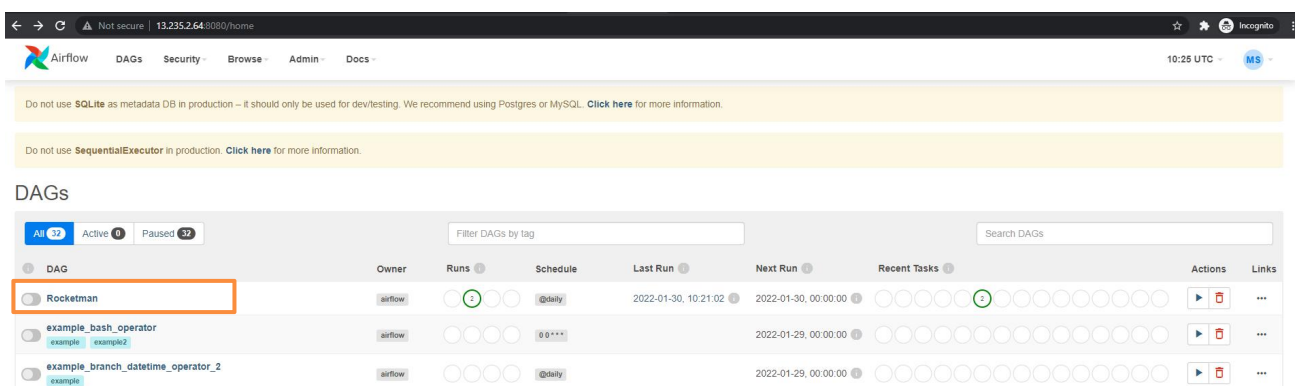 Not secure | 13.235.2.64:8080/home
Incognito
Airflow DAGs Security Browse Admin Docs 10:25 UTC MS
Do not use SQLite as metadata DB in production – it should only be used for dev/testing. We recommend using Postgres or MySQL. Click here for more information.
Do not use SequentialExecutor in production. Click here for more information.
DAGs
All 32 Active 0 Paused 32 Filter DAGs by tag Search DAGs
DAG Owner Runs Schedule Last Run Next Run Recent Tasks Actions Links
Rocketman airflow 2 @daily 2022-01-30, 10:21:02 2022-01-30, 00:00:00 2
example_bash_operator airflow 0 0 * * * 2022-01-29, 00:00:00
example example2
example_branch_datetime_operator_2 airflow @daily 2022-01-29, 00:00:00
example